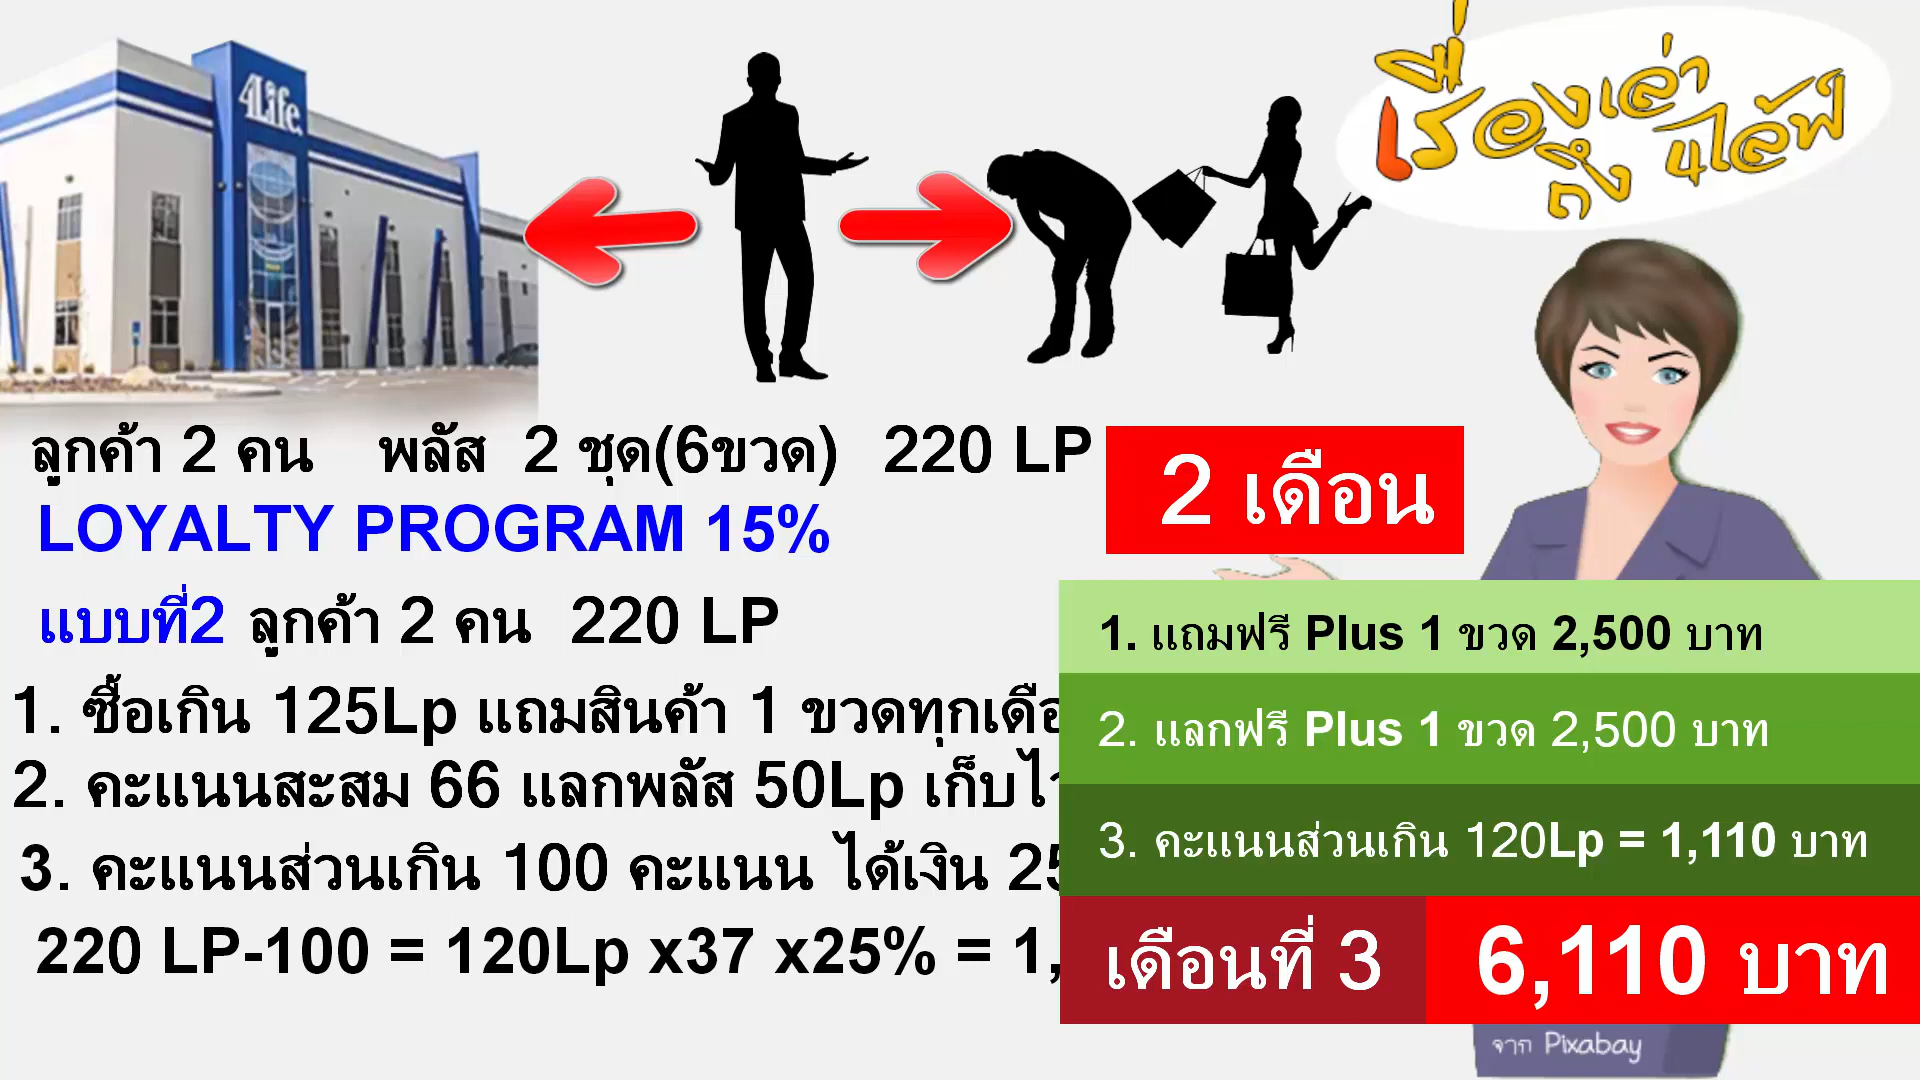 4Life
เรื่องเล่า
ถึง 4ไล้ฟ์
ลูกค้า 2 คน พลัส 2 ชุด(6ขวด) 220 LP
2 เดือน
LOYALTY PROGRAM 15%
แบบที่2 ลูกค้า 2 คน 220 LP
1. ซื้อเกิน 125Lp แถมสินค้า 1 ขวดทุกเดือ
2. คะแนนสะสม 66 แลกพลัส 50Lp เก็บไว
3. คะแนนส่วนเกิน 100 คะแนน ได้เงิน 25
220 LP-100 = 120Lp x37 x25% = 1,
1. แถมฟรี Plus 1 ขวด 2,500 บาท
2. แลกฟรี Plus 1 ขวด 2,500 บาท
3. คะแนนส่วนเกิน 120Lp = 1,110 บาท
เดือนที่ 3 6,110 บาท
จาก Pixabay